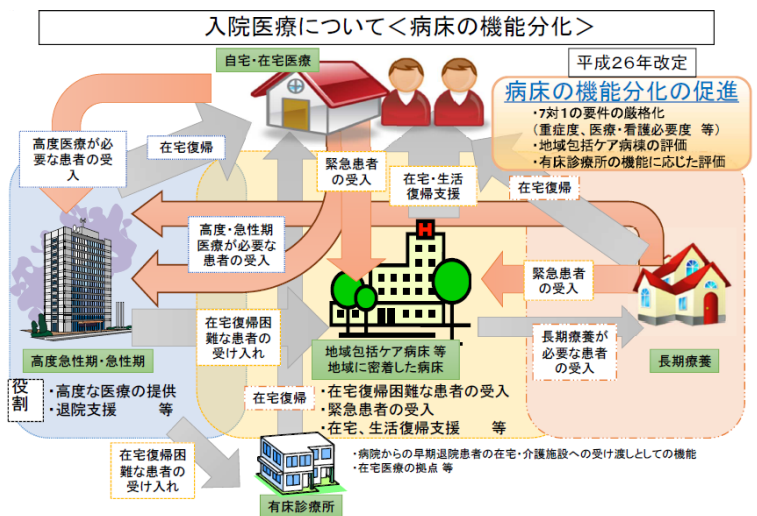 入院医療について＜病床の機能分化＞
自宅・在宅医療
平成２６年改定
病床の機能分化の促進
・７対１の要件の厳格化
（重症度、医療・看護必要度 等）
・地域包括ケア病棟の評価
・有床診療所の機能に応じた評価
高度医療が必
要な患者の受
入
在宅復帰
緊急患者
の受入
在宅・生活
復帰支援
在宅復帰
高度・急性期
医療が必要な
患者の受入
H
緊急患者
の受入
在宅復帰困
難な患者の
受け入れ
地域包括ケア病床 等
地域に密着した病床
長期療養が
必要な患者
の受入
高度急性期・急性期
長期療養
役
割
・高度な医療の提供
・退院支援 等
在宅復帰
・在宅復帰困難な患者の受入
・緊急患者の受入
・在宅、生活復帰支援 等
在宅復帰困
難な患者の
受け入れ
・病院からの早期退院患者の在宅・介護施設への受け渡しとしての機能
・在宅医療の拠点 等
有床診療所